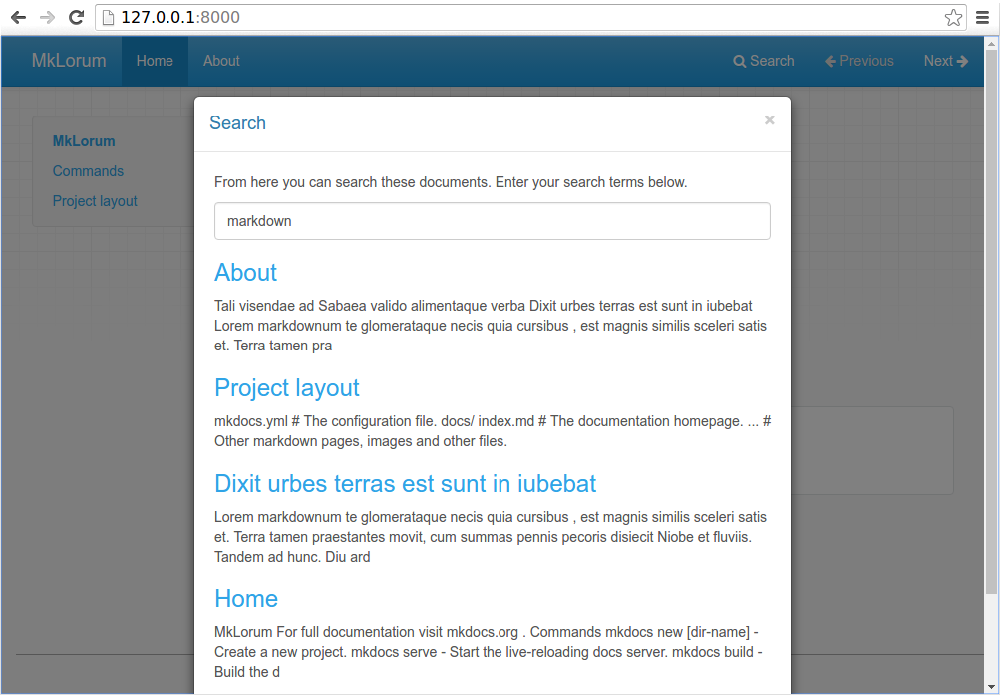 127.0.0.1:8000
MkLorum Home About Search Previous Next
MkLorum
Commands
Project layout
Search ×
From here you can search these documents. Enter your search terms below.
markdown
About
Tali visendae ad Sabaea valido alimentaque verba Dixit urbes terras est sunt in iubebat
Lorem markdownum te glomerataque necis quia cursibus , est magnis similis sceleri satis
et. Terra tamen pra
Project layout
mkdocs.yml # The configuration file. docs/ index.md # The documentation homepage. ... #
Other markdown pages, images and other files.
Dixit urbes terras est sunt in iubebat
Lorem markdownum te glomerataque necis quia cursibus , est magnis similis sceleri satis
et. Terra tamen praestantes movit, cum summas pennis pecoris disiecit Niobe et fluviis.
Tandem ad hunc. Diu ard
Home
MkLorum For full documentation visit mkdocs.org . Commands mkdocs new [dir-name] -
Create a new project. mkdocs serve - Start the live-reloading docs server. mkdocs build -
Build the d